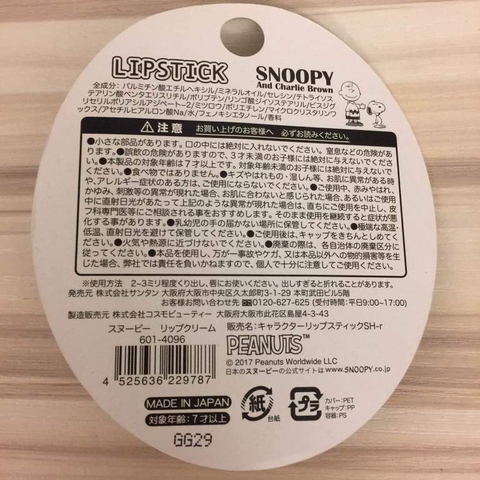 LIPSTICK
SNOOPY
And Charlie Brown
全成分:パルミチン酸エチルヘキシル/ミネラルオイル/セレシン/テトライソス
テアリン酸ペンタエリスリチル/ポリブテン/リンゴ酸ジイソステアリル/ビスジグ
リセリルポリアシルアジペート-2/ミツロウ/ポリエチレン/マイクロクリスタリンワ
ックス/アセチルヒアルロン酸Na/水/フェノキシエタノール/香料
注意 お買い上げのお客様へ 必ずお読みください。
●小さな部品があります。口の中には絶対に入れないでください。窒息などの危険があ
ります。●誤飲の危険がありますので、3才未満のお子様には絶対に与えないでくださ
い。●本製品の対象年齢は7才以上です。対象年齢未満のお子様には絶対に与えないで
ください。●食べ物ではありません。●キズやはれもの・湿しん等、お肌に異常がある時
や、アレルギー症状のある方は、ご使用にならないでください。●ご使用中、赤みやはれ、
かゆみ、刺激等の異常が現れた場合、お肌に合わないと感じられた場合、あるいはご使用
中に直射日光があたって上記のような異常が現れた場合は、直ちにご使用を中止し、皮
フ科専門医等にご相談される事をおすすめします。そのまま使用を続けると症状が悪
化する事があります。●乳幼児の手の届かない場所に保管してください。●極端な高温・
低温、直射日光を避けてください。●ご使用後は、キャップをきちんとしめてくださ
い。●火気や熱源に近づけないでください。●廃棄の際は、各自治体の廃棄区分に
従ってください。●本品を使用し、万が一事故やケガ、又は本品以外への物的損害等を生
じた場合、弊社では責任を負いかねますので、個人で十分に注意してご使用ください。
※使用方法 2~3ミリ程度くり出し、唇にお使いください。出しすぎると折れることがあります。
発売元 株式会社サンタン 大阪府大阪市中央区久太郎町3-1-29 本町武田ビル5階
お客様お問い合わせ先 0120-627-625 (受付時間:平日9:00~17:00)
製造販売元 株式会社コスモビューティー 大阪府大阪市此花区島屋4-3-43
スヌーピー リップクリーム 販売名:キャラクターリップスティックSH-r
601-4096
PEANUTS™
© 2017 Peanuts Worldwide LLC
日本のスヌーピーの公式サイトは www.SNOOPY.co.jp
4 525636 229787
MADE IN JAPAN
対象年齢:7才以上
紙
台紙
プラ
カバー:PET
キャップ:PP
容器:PS
GG29